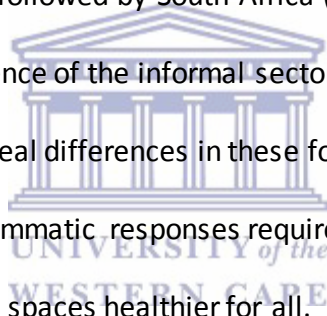 followed by South Africa (
nce of the informal secto
eal differences in these fo
mmatic responses require
UNIVERSITY of the
WESTERN CAPE
spaces healthier for all.